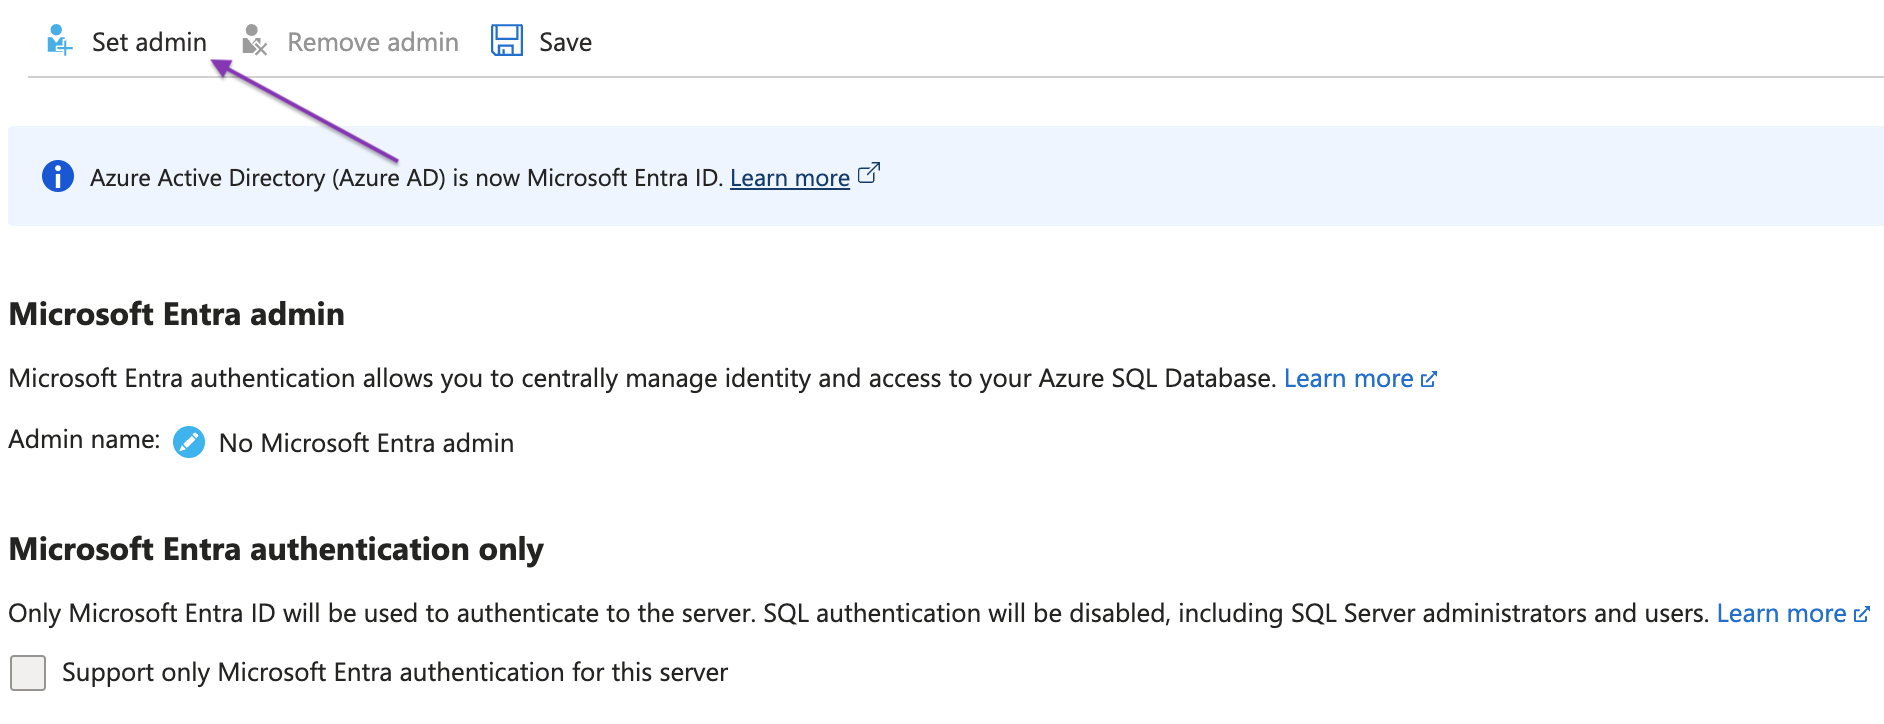 Set admin Remove admin Save
Azure Active Directory (Azure AD) is now Microsoft Entra ID. Learn more
Microsoft Entra admin
Microsoft Entra authentication allows you to centrally manage identity and access to your Azure SQL Database. Learn more
Admin name: No Microsoft Entra admin
Microsoft Entra authentication only
Only Microsoft Entra ID will be used to authenticate to the server. SQL authentication will be disabled, including SQL Server administrators and users. Learn more
Support only Microsoft Entra authentication for this server